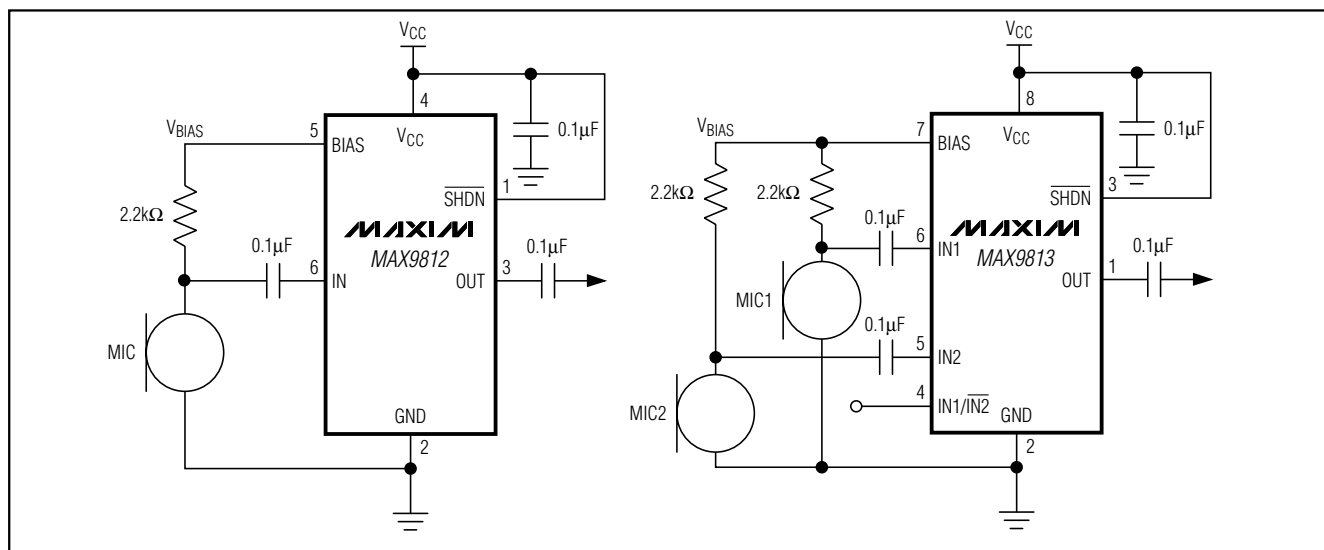 VCC
4
0.1µF
VBIAS
5
BIAS
VCC
1
SHDN
2.2kΩ
MAXIM
MAX9812
0.1µF
6
IN
OUT
3
0.1µF
MIC
GND
2
VCC
8
0.1µF
VBIAS
7
BIAS
VCC
3
SHDN
2.2kΩ
2.2kΩ
MAXIM
MAX9813
0.1µF
6
IN1
OUT
1
0.1µF
MIC1
0.1µF
5
IN2
MIC2
4
IN1/IN2
GND
2